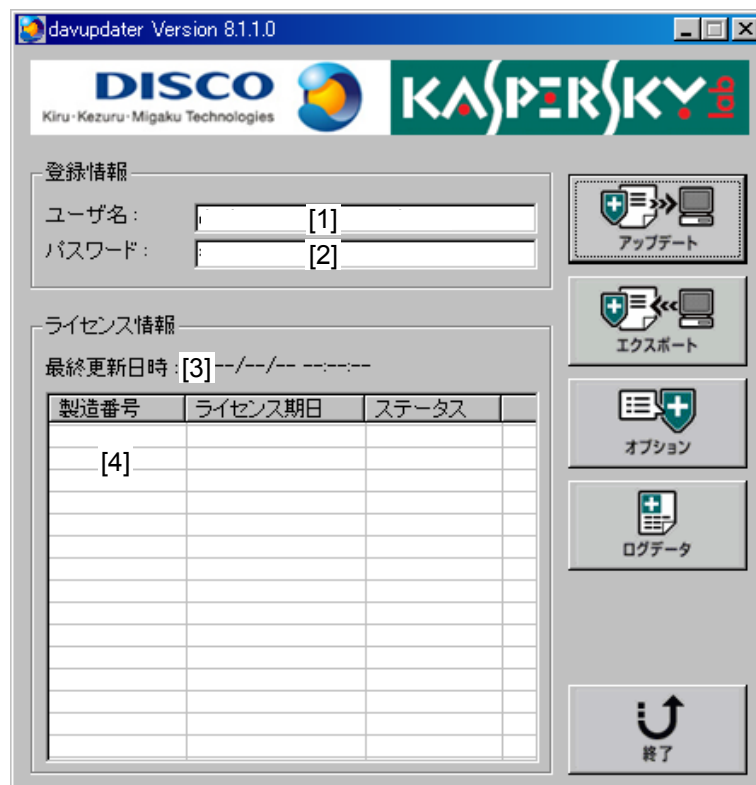 davupdater Version 8.1.1.0
DISCO
Kiru・Kezuru・Migaku Technologies
KASPERSKY lab
登録情報
ユーザ名：
[1]
パスワード：
[2]
アップデート
エクスポート
オプション
ログデータ
終了
ライセンス情報
最終更新日時：[3]--/--/-- --:--:--
製造番号 ライセンス期日 ステータス
[4]